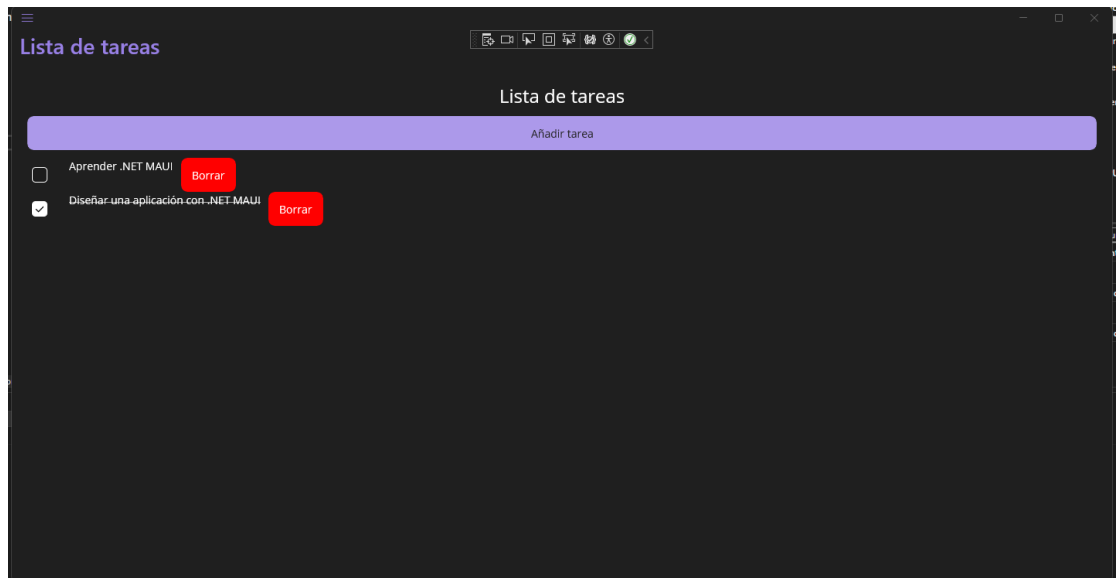 Lista de tareas
Lista de tareas
Añadir tarea
Aprender .NET MAUI
Borrar
Diseñar una aplicación con .NET MAUI
Borrar